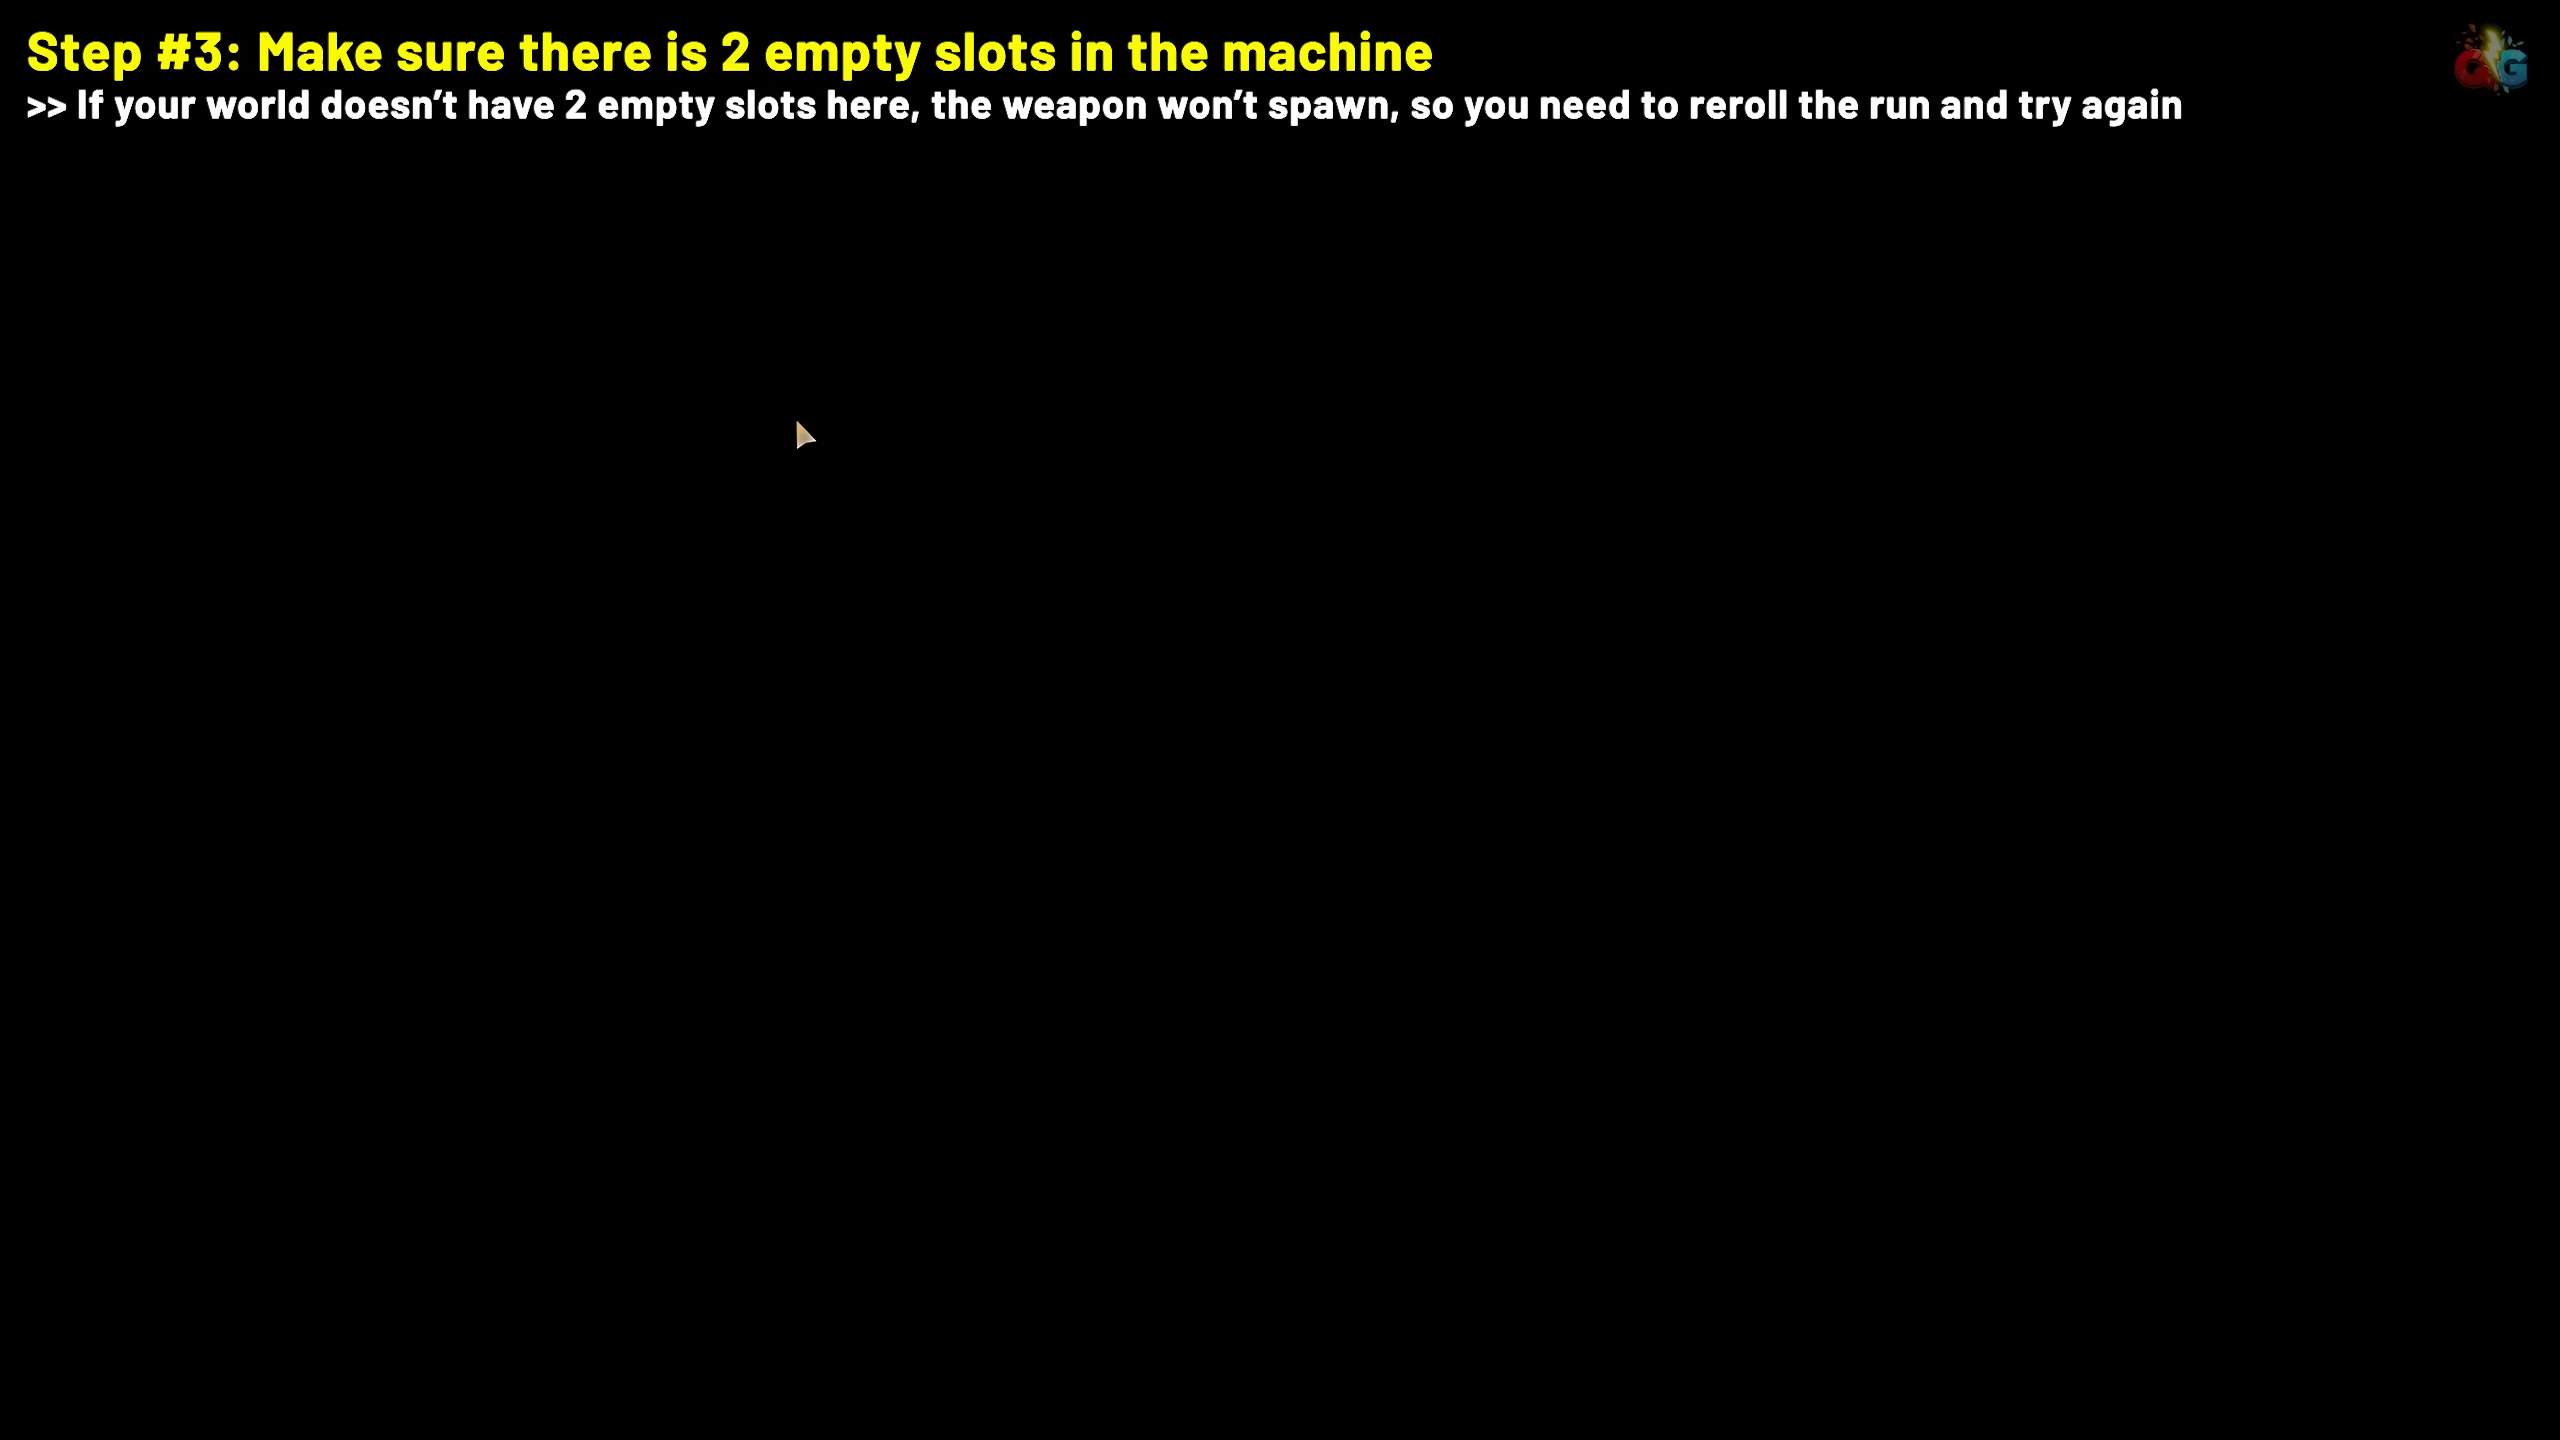 Step #3: Make sure there is 2 empty slots in the machine
>> If your world doesn’t have 2 empty slots here, the weapon won’t spawn, so you need to reroll the run and try again
CG